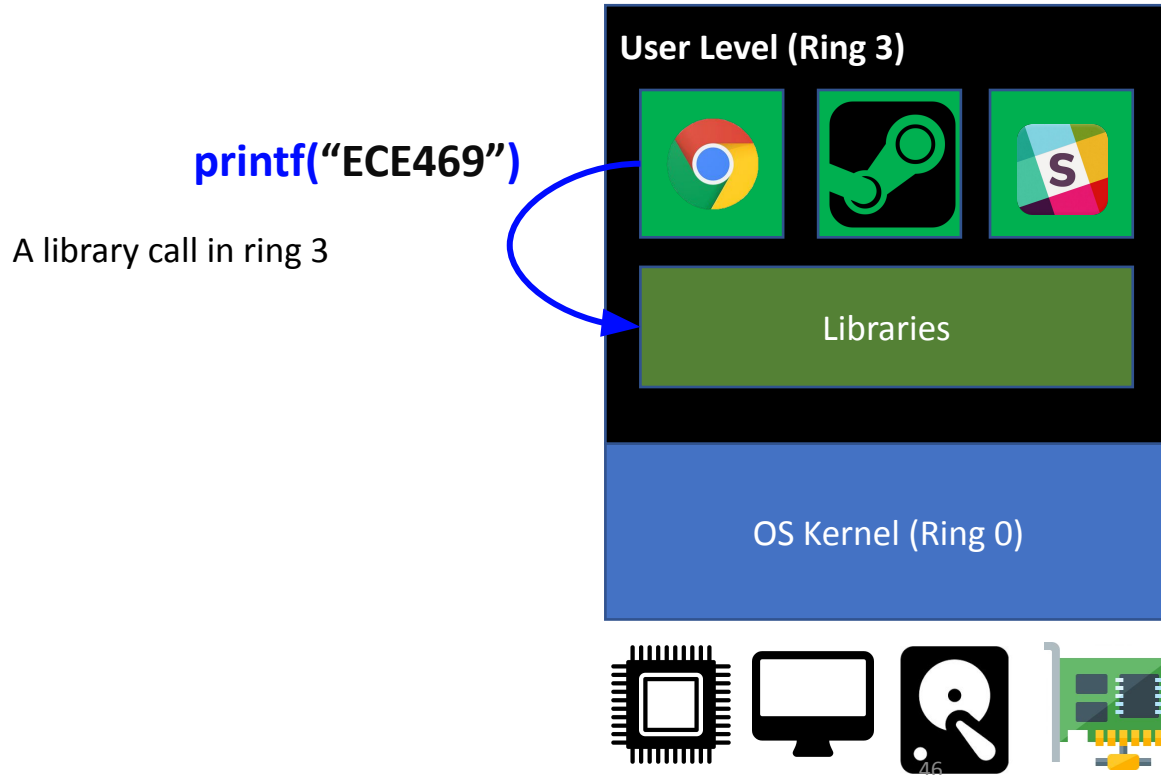 User Level (Ring 3)
printf(“ECE469”)
S
A library call in ring 3
Libraries
OS Kernel (Ring 0)
46